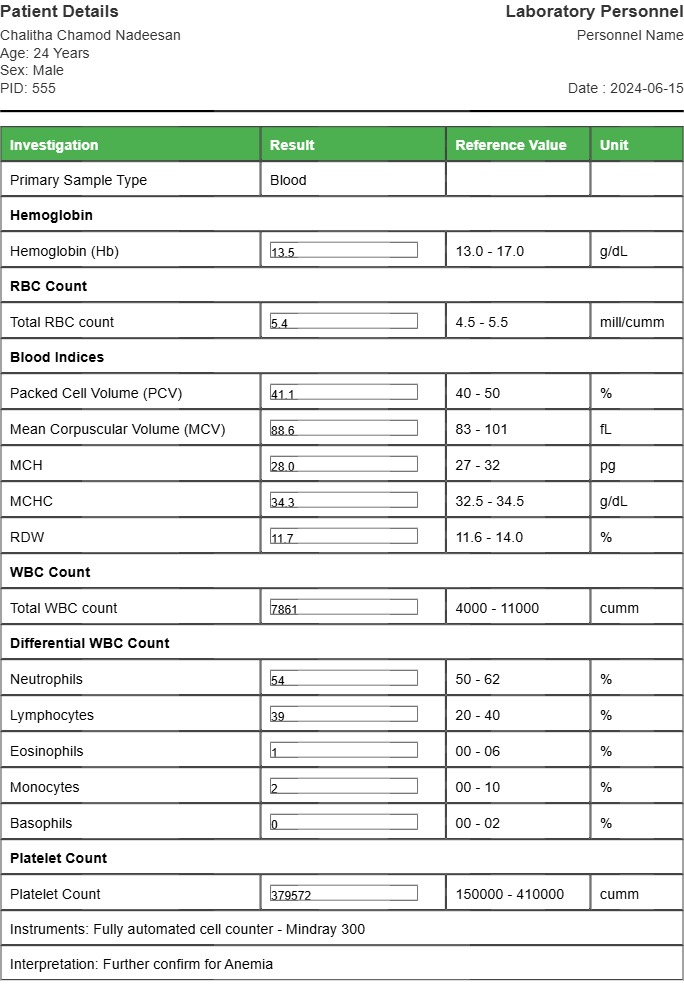 Patient Details Laboratory Personnel
Chalitha Chamod Nadeesan Personnel Name
Age: 24 Years
Sex: Male
PID: 555 Date : 2024-06-15
Investigation Result Reference Value Unit
Primary Sample Type Blood
Hemoglobin
Hemoglobin (Hb) 13.5 13.0 - 17.0 g/dL
RBC Count
Total RBC count 5.4 4.5 - 5.5 mill/cumm
Blood Indices
Packed Cell Volume (PCV) 41.1 40 - 50 %
Mean Corpuscular Volume (MCV) 88.6 83 - 101 fL
MCH 28.0 27 - 32 pg
MCHC 34.3 32.5 - 34.5 g/dL
RDW 11.7 11.6 - 14.0 %
WBC Count
Total WBC count 7861 4000 - 11000 cumm
Differential WBC Count
Neutrophils 54 50 - 62 %
Lymphocytes 39 20 - 40 %
Eosinophils 1 00 - 06 %
Monocytes 2 00 - 10 %
Basophils 0 00 - 02 %
Platelet Count
Platelet Count 379572 150000 - 410000 cumm
Instruments: Fully automated cell counter - Mindray 300
Interpretation: Further confirm for Anemia